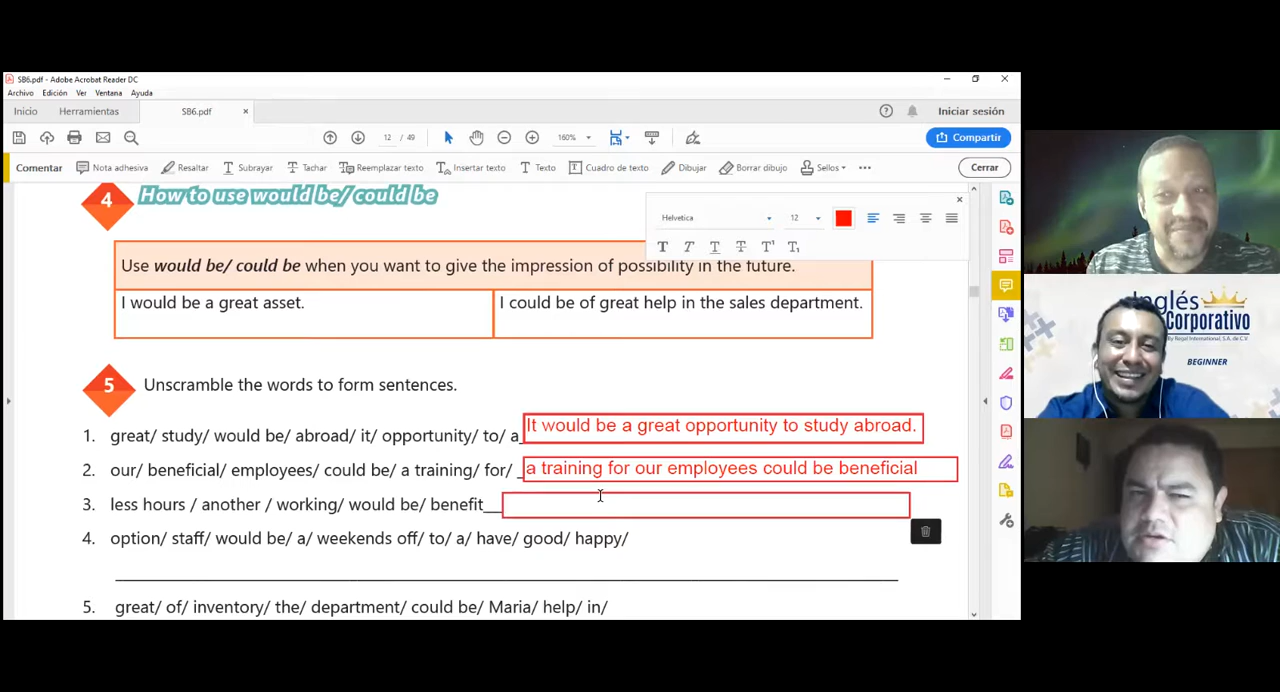 SB6.pdf - Adobe Acrobat Reader DC
Archivo Edición Ver Ventana Ayuda
Inicio Herramientas SB6.pdf × Iniciar sesión
12 / 49 160% Compartir
Comentar Nota adhesiva Resaltar Subrayar Tachar Reemplazar texto Insertar texto Texto Cuadro de texto Dibujar Borrar dibujo Sellos Cerrar
4 How to use would be/ could be
Helvetica 12
Use would be/ could be when you want to give the impression of possibility in the future.
I would be a great asset. I could be of great help in the sales department.
5 Unscramble the words to form sentences.
1. great/ study/ would be/ abroad/ it/ opportunity/ to/ a_ It would be a great opportunity to study abroad.
2. our/ beneficial/ employees/ could be/ a training/ for/ _ a training for our employees could be beneficial
3. less hours / another / working/ would be/ benefit__
4. option/ staff/ would be/ a/ weekends off/ to/ a/ have/ good/ happy/
5. great/ of/ inventory/ the/ department/ could be/ Maria/ help/ in/
Inglés
Corporativo
By Regal International, S.A. de C.V.
BEGINNER